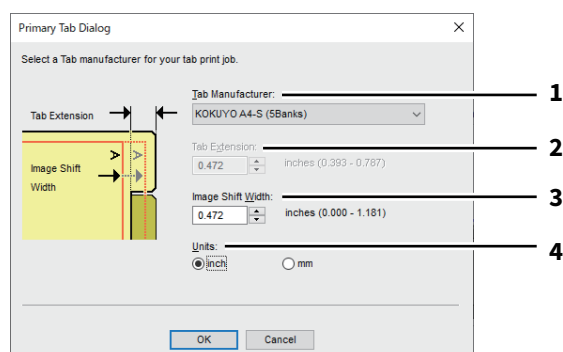 Primary Tab Dialog
Select a Tab manufacturer for your tab print job.
Tab Manufacturer:
1
Tab Extension
KOKUYO A4-S (5Banks)
Tab Extension:
2
0.472
inches (0.393 - 0.787)
A A
Image Shift
Width
Image Shift Width:
3
0.472
inches (0.000 - 1.181)
Units:
4
inch
mm
OK
Cancel